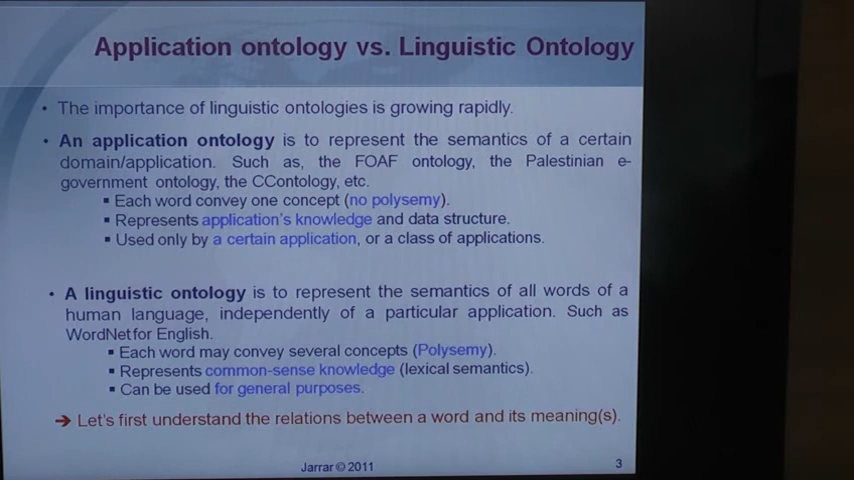 Application ontology vs. Linguistic Ontology
• The importance of linguistic ontologies is growing rapidly.
• An application ontology is to represent the semantics of a certain
domain/application. Such as, the FOAF ontology, the Palestinian e-
government ontology, the CContology, etc.
▪ Each word convey one concept (no polysemy).
▪ Represents application's knowledge and data structure.
▪ Used only by a certain application, or a class of applications.
• A linguistic ontology is to represent the semantics of all words of a
human language, independently of a particular application. Such as
WordNet for English.
▪ Each word may convey several concepts (Polysemy).
▪ Represents common-sense knowledge (lexical semantics).
▪ Can be used for general purposes.
➔ Let's first understand the relations between a word and its meaning(s).
Jarrar © 2011
3